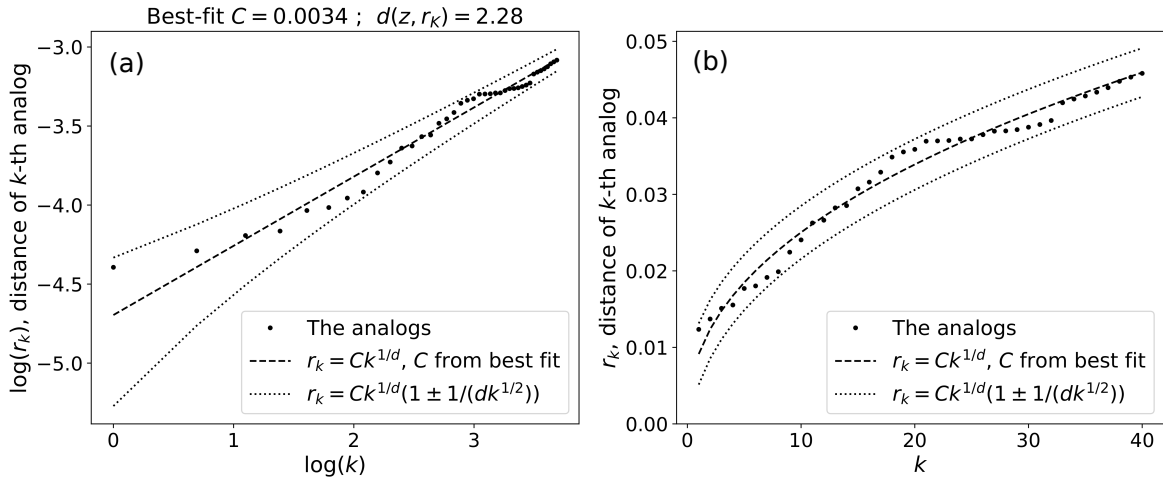 Best-fit C = 0.0034 ;  d(z, r_K) = 2.28
(a)
log(r_k), distance of k-th analog
−3.0
−3.5
−4.0
−4.5
−5.0
The analogs
r_k = Ck^{1/d}, C from best fit
r_k = Ck^{1/d}(1 ± 1/(dk^{1/2}))
0 1 2 3
log(k)
(b)
r_k, distance of k-th analog
0.05
0.04
0.03
0.02
0.01
0.00
The analogs
r_k = Ck^{1/d}, C from best fit
r_k = Ck^{1/d}(1 ± 1/(dk^{1/2}))
0 10 20 30 40
k